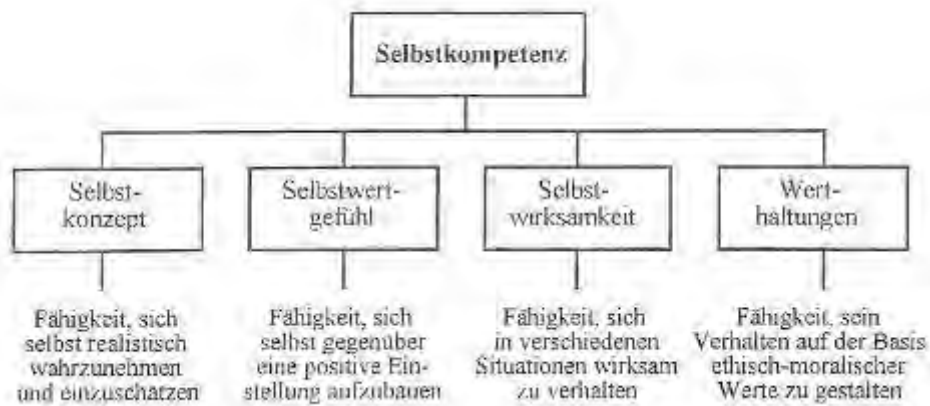 Selbstkompetenz
Selbst-
konzept
Selbstwert-
gefühl
Selbst-
wirksamkeit
Wert-
haltungen
Fähigkeit, sich
selbst realistisch
wahrzunehmen
und einzuschätzen
Fähigkeit, sich
selbst gegenüber
eine positive Ein-
stellung aufzubauen
Fähigkeit, sich
in verschiedenen
Situationen wirksam
zu verhalten
Fähigkeit, sein
Verhalten auf der Basis
ethisch-moralischer
Werte zu gestalten